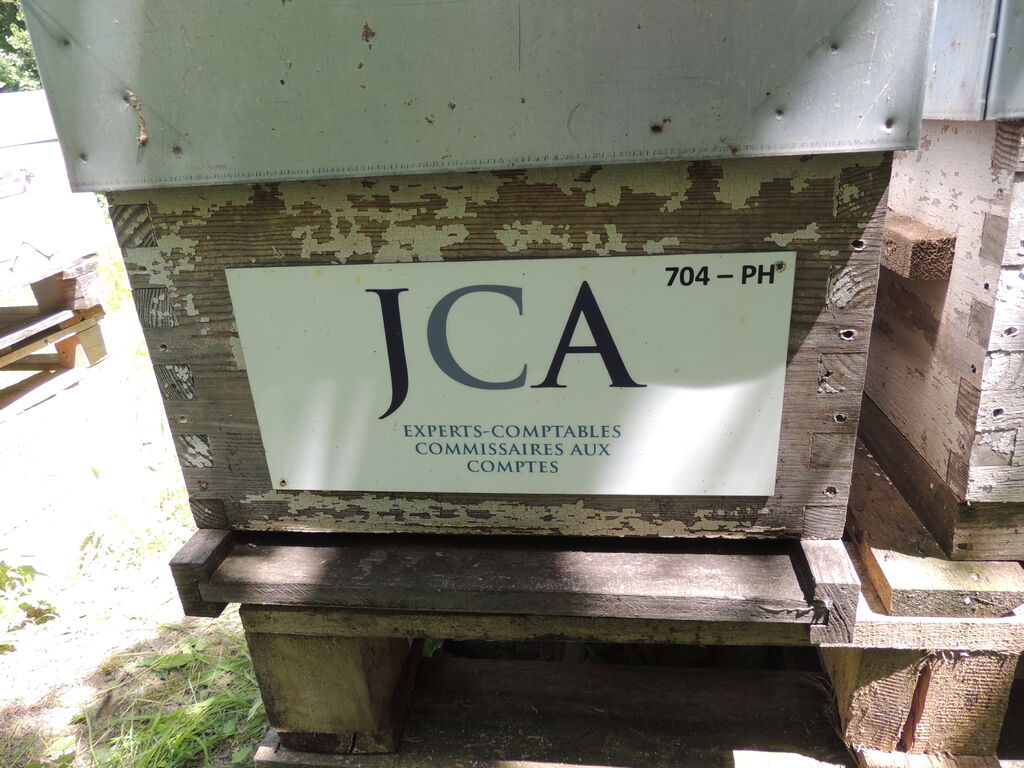 704 – PH
JCA
EXPERTS-COMPTABLES
COMMISSAIRES AUX
COMPTES